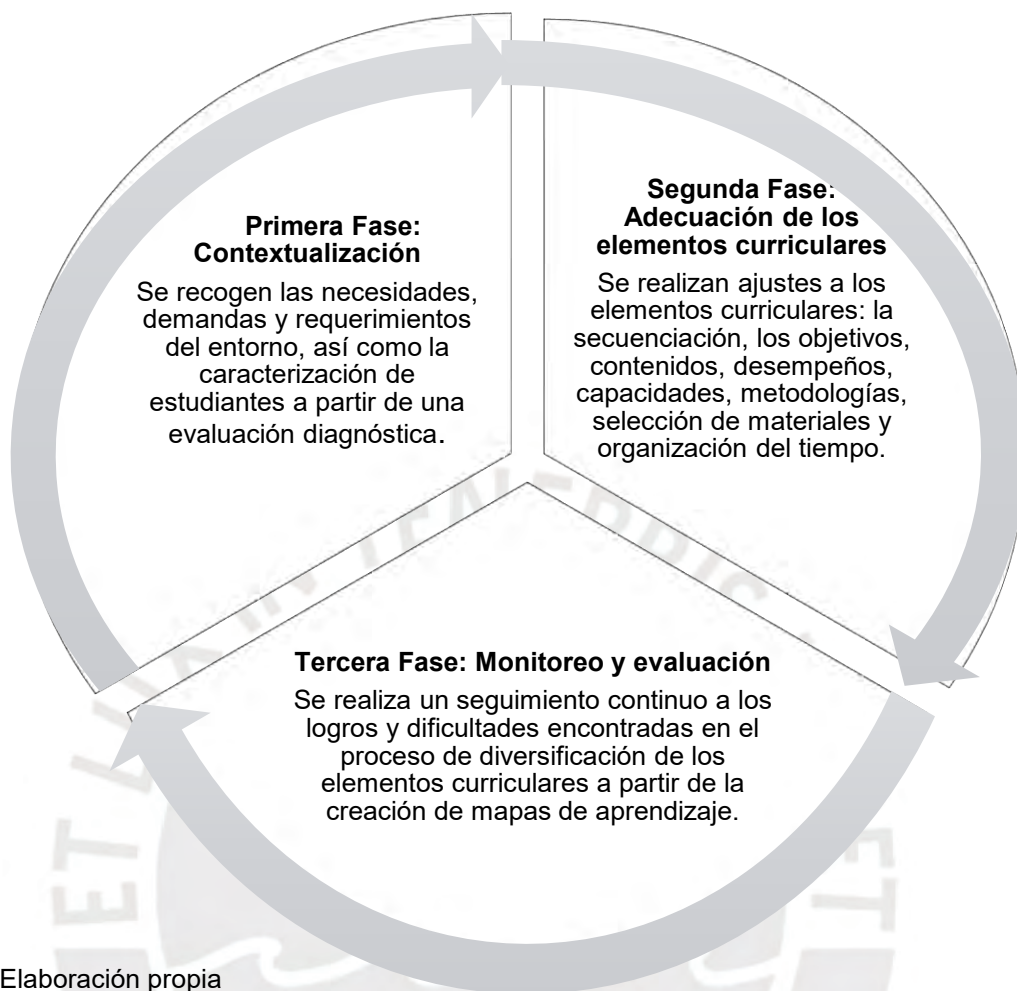 Primera Fase:
Contextualización
Se recogen las necesidades,
demandas y requerimientos
del entorno, así como la
caracterización de
estudiantes a partir de una
evaluación diagnóstica.
Segunda Fase:
Adecuación de los
elementos curriculares
Se realizan ajustes a los
elementos curriculares: la
secuenciación, los objetivos,
contenidos, desempeños,
capacidades, metodologías,
selección de materiales y
organización del tiempo.
Tercera Fase: Monitoreo y evaluación
Se realiza un seguimiento continuo a los
logros y dificultades encontradas en el
proceso de diversificación de los
elementos curriculares a partir de la
creación de mapas de aprendizaje.
ET
ET
Elaboración propia